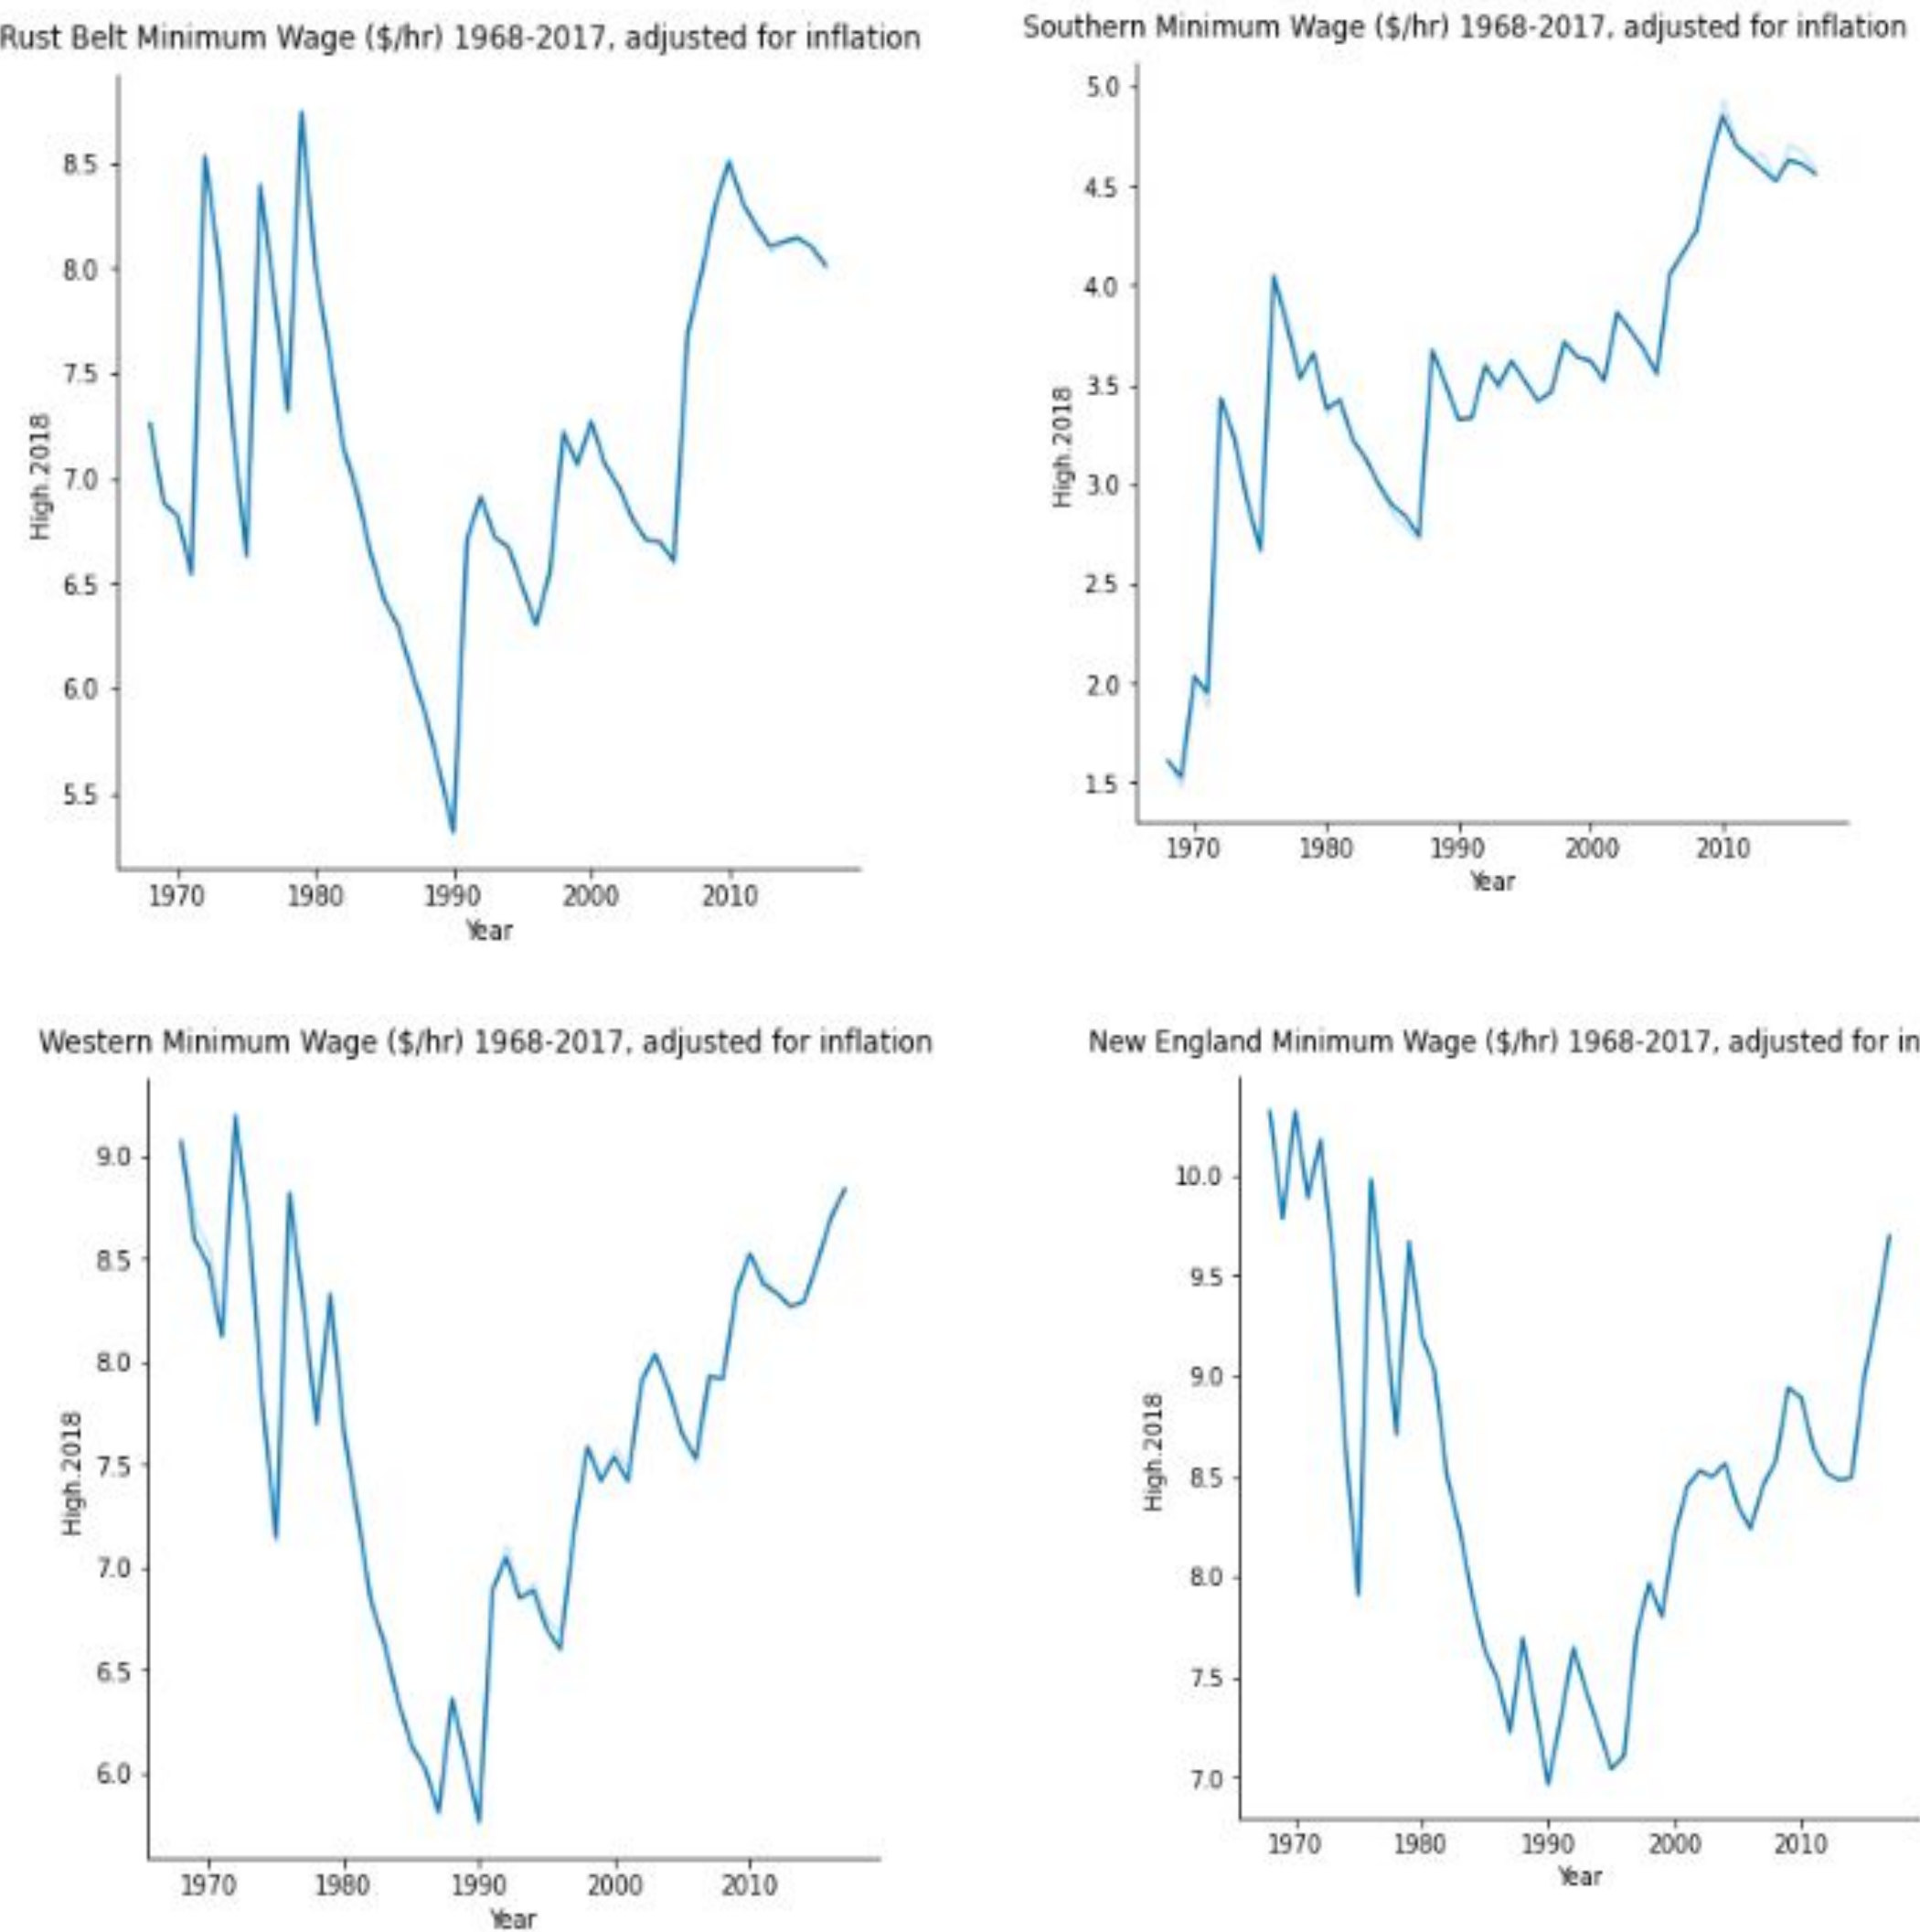 Rust Belt Minimum Wage ($/hr) 1968-2017, adjusted for inflation
8.5
8.0
7.5
7.0
6.5
6.0
5.5
High.2018
1970 1980 1990 2000 2010
Year
Southern Minimum Wage ($/hr) 1968-2017, adjusted for inflation
5.0
4.5
4.0
3.5
3.0
2.5
2.0
1.5
High.2018
1970 1980 1990 2000 2010
Year
Western Minimum Wage ($/hr) 1968-2017, adjusted for inflation
9.0
8.5
8.0
7.5
7.0
6.5
6.0
High.2018
1970 1980 1990 2000 2010
Year
New England Minimum Wage ($/hr) 1968-2017, adjusted for in
10.0
9.5
9.0
8.5
8.0
7.5
7.0
High.2018
1970 1980 1990 2000 2010
Year